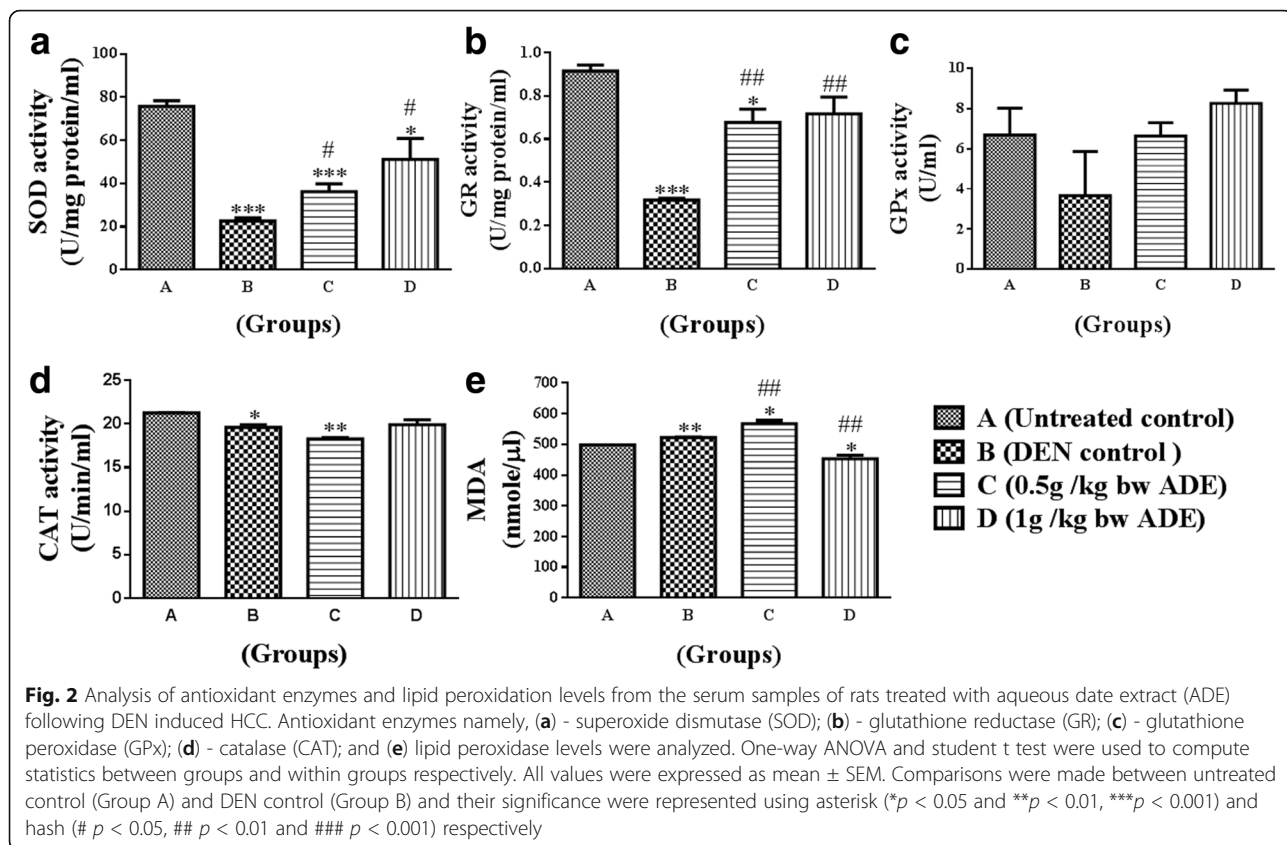 a
SOD activity
(U/mg protein/ml)
100
80
60
40
20
0
***
#
***
#
*
A
B
C
D
(Groups)
b
GR activity
(U/mg protein/ml)
1.0
0.8
0.6
0.4
0.2
0.0
***
##
*
##
A
B
C
D
(Groups)
c
GPx activity
(U/ml)
10
8
6
4
2
0
A
B
C
D
(Groups)
d
CAT activity
(U/min/ml)
25
20
15
10
5
0
*
**
A
B
C
D
(Groups)
e
MDA
(nmole/µl)
700
600
500
400
300
200
100
0
**
##
*
##
*
A
B
C
D
(Groups)
A (Untreated control)
B (DEN control )
C (0.5g /kg bw ADE)
D (1g /kg bw ADE)
Fig. 2 Analysis of antioxidant enzymes and lipid peroxidation levels from the serum samples of rats treated with aqueous date extract (ADE)
following DEN induced HCC. Antioxidant enzymes namely, (a) - superoxide dismutase (SOD); (b) - glutathione reductase (GR); (c) - glutathione
peroxidase (GPx); (d) - catalase (CAT); and (e) lipid peroxidase levels were analyzed. One-way ANOVA and student t test were used to compute
statistics between groups and within groups respectively. All values were expressed as mean ± SEM. Comparisons were made between untreated
control (Group A) and DEN control (Group B) and their significance were represented using asterisk (*p < 0.05 and **p < 0.01, ***p < 0.001) and
hash (# p < 0.05, ## p < 0.01 and ### p < 0.001) respectively